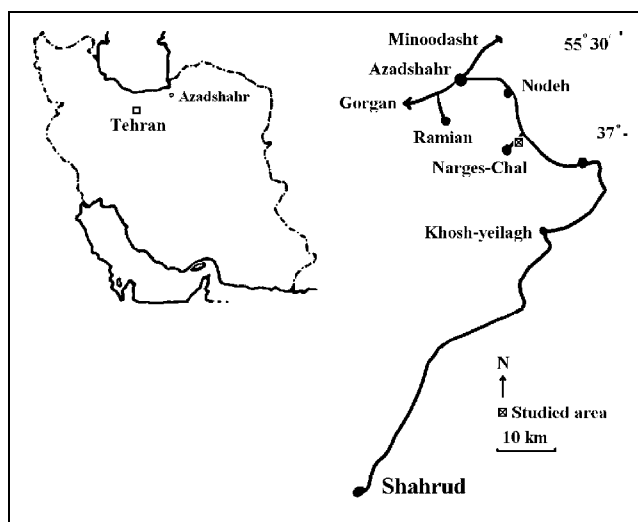 Azadshahr
Tehran
Minoodasht
55°30'
Azadshahr
Nodeh
Gorgan
Ramian
37°-
Narges-Chal
Khosh-yeilagh
N
Studied area
10 km
Shahrud